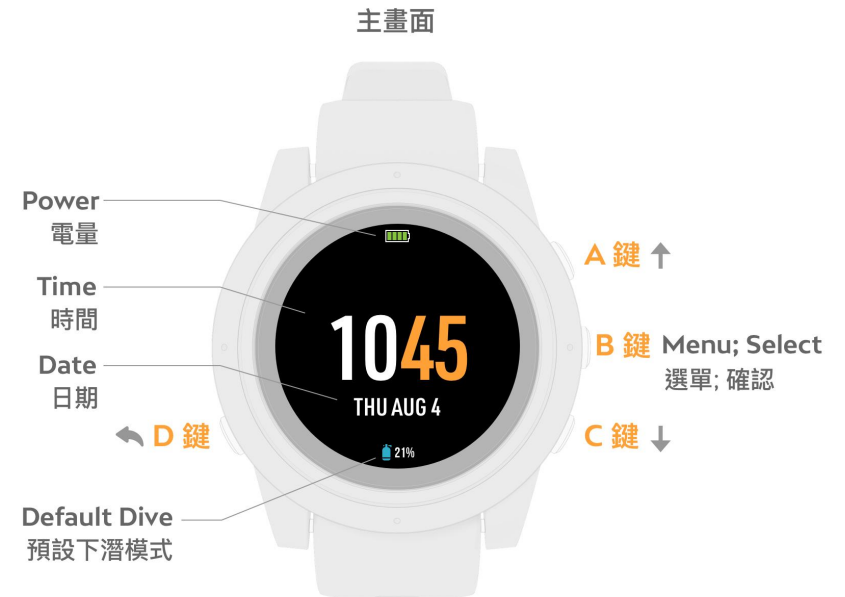 主畫面
Power
電量
Time
時間
Date
日期
D 鍵
Default Dive
預設下潛模式
1045
THU AUG 4
21%
A 鍵
B 鍵 Menu; Select
選單; 確認
C 鍵